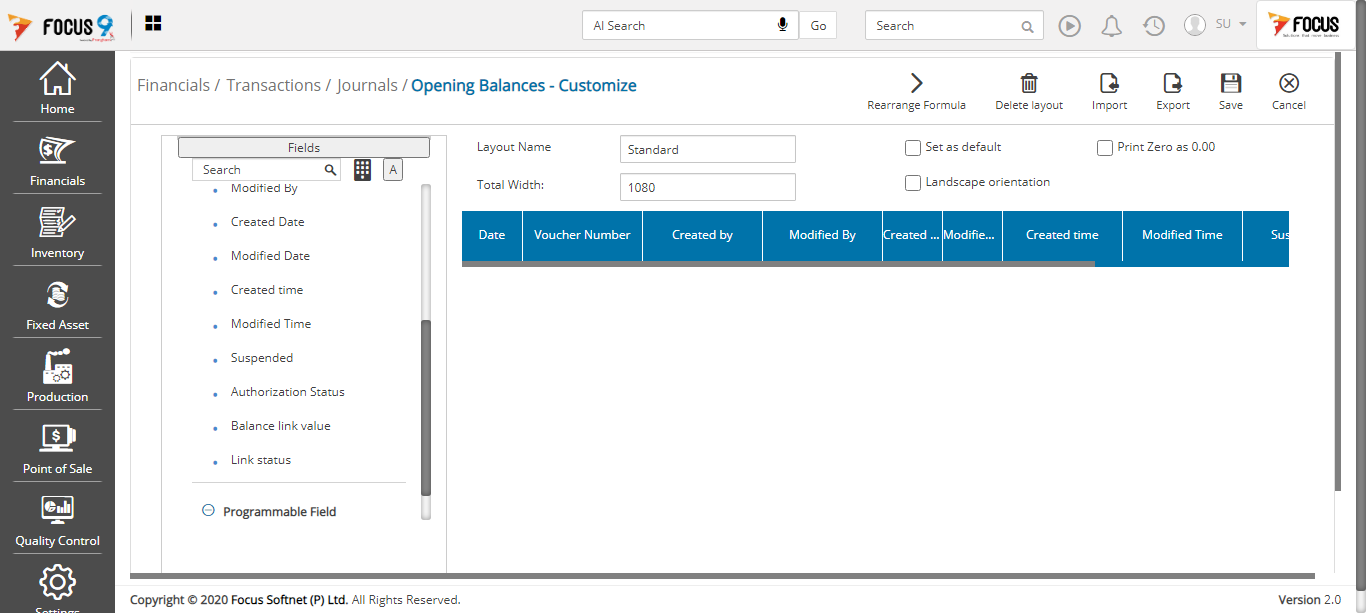 FOCUS 9
AI Search
Go
Search
SU
FOCUS
Home
Financials
Inventory
Fixed Asset
Production
Point of Sale
Quality Control
Settings
Financials / Transactions / Journals / Opening Balances - Customize
Rearrange Formula
Delete layout
Import
Export
Save
Cancel
Fields
Search
A
Modified By
Created Date
Modified Date
Created time
Modified Time
Suspended
Authorization Status
Balance link value
Link status
Programmable Field
Layout Name
Standard
Total Width:
1080
Set as default
Print Zero as 0.00
Landscape orientation
Date
Voucher Number
Created by
Modified By
Created ...
Modifie...
Created time
Modified Time
Sus
Copyright © 2020 Focus Softnet (P) Ltd. All Rights Reserved.
Version 2.0